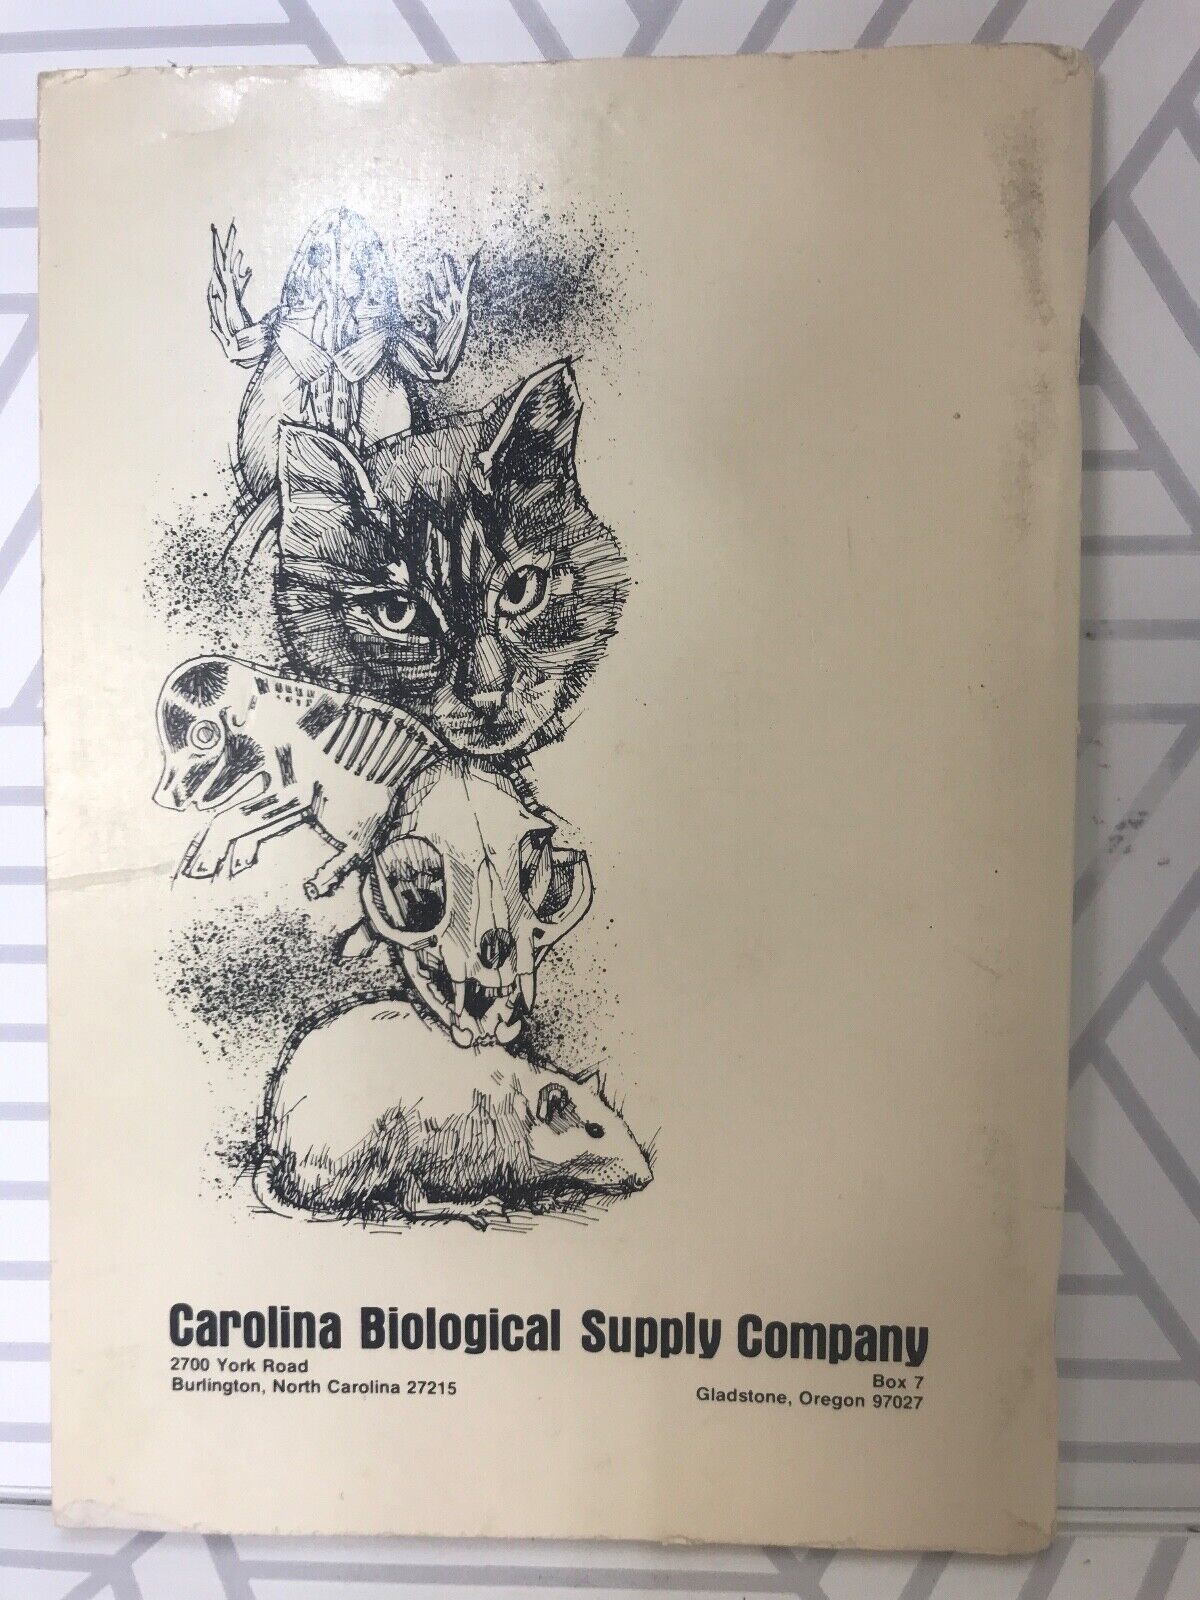 Carolina Biological Supply Company
2700 York Road
Burlington, North Carolina 27215
Box 7
Gladstone, Oregon 97027